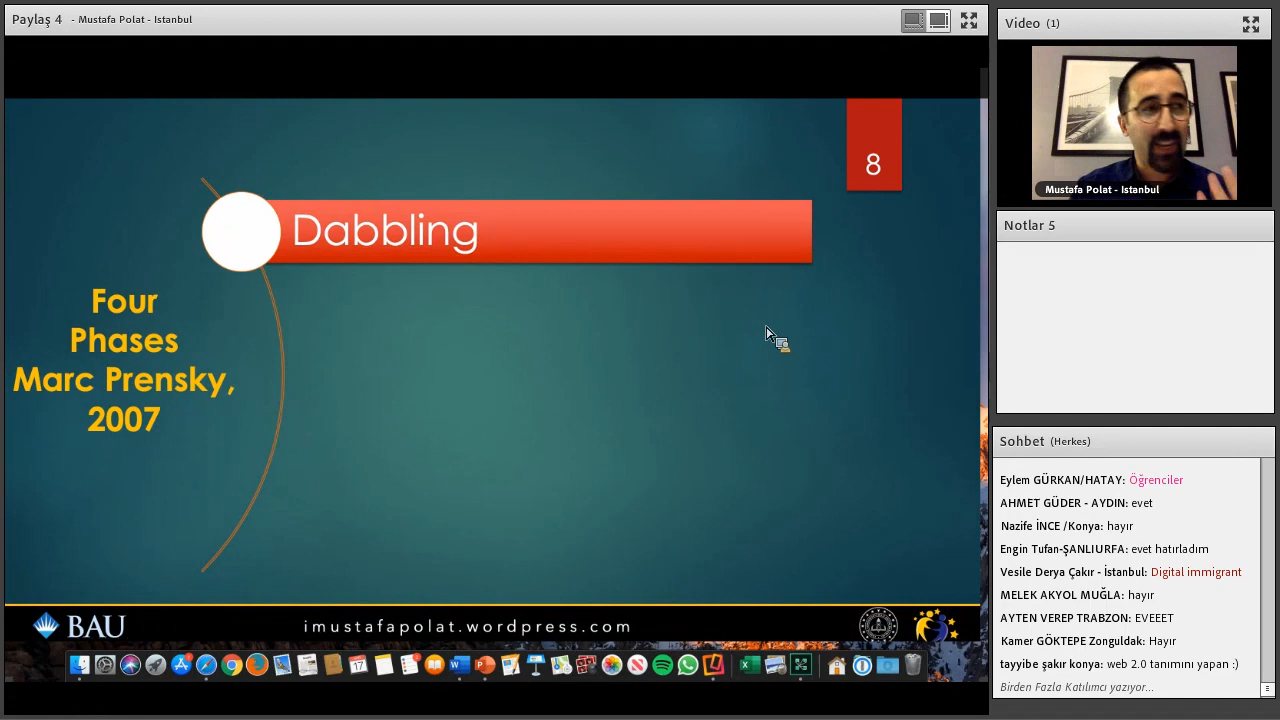 Paylaş 4 - Mustafa Polat - Istanbul
8
Dabbling
Four
Phases
Marc Prensky,
2007
BAU
imustafapolat.wordpress.com
17
Video (1)
Mustafa Polat - Istanbul
Notlar 5
Sohbet (Herkes)
Eylem GÜRKAN/HATAY: Öğrenciler
AHMET GÜDER - AYDIN: evet
Nazife İNCE /Konya: hayır
Engin Tufan-ŞANLIURFA: evet hatırladım
Vesile Derya Çakır - İstanbul: Digital immigrant
MELEK AKYOL MUĞLA: hayır
AYTEN VEREP TRABZON: EVEEET
Kamer GÖKTEPE Zonguldak: Hayır
tayyibe şakır konya: web 2.0 tanımını yapan :,
Birden Fazla Katılımcı yazıyor...